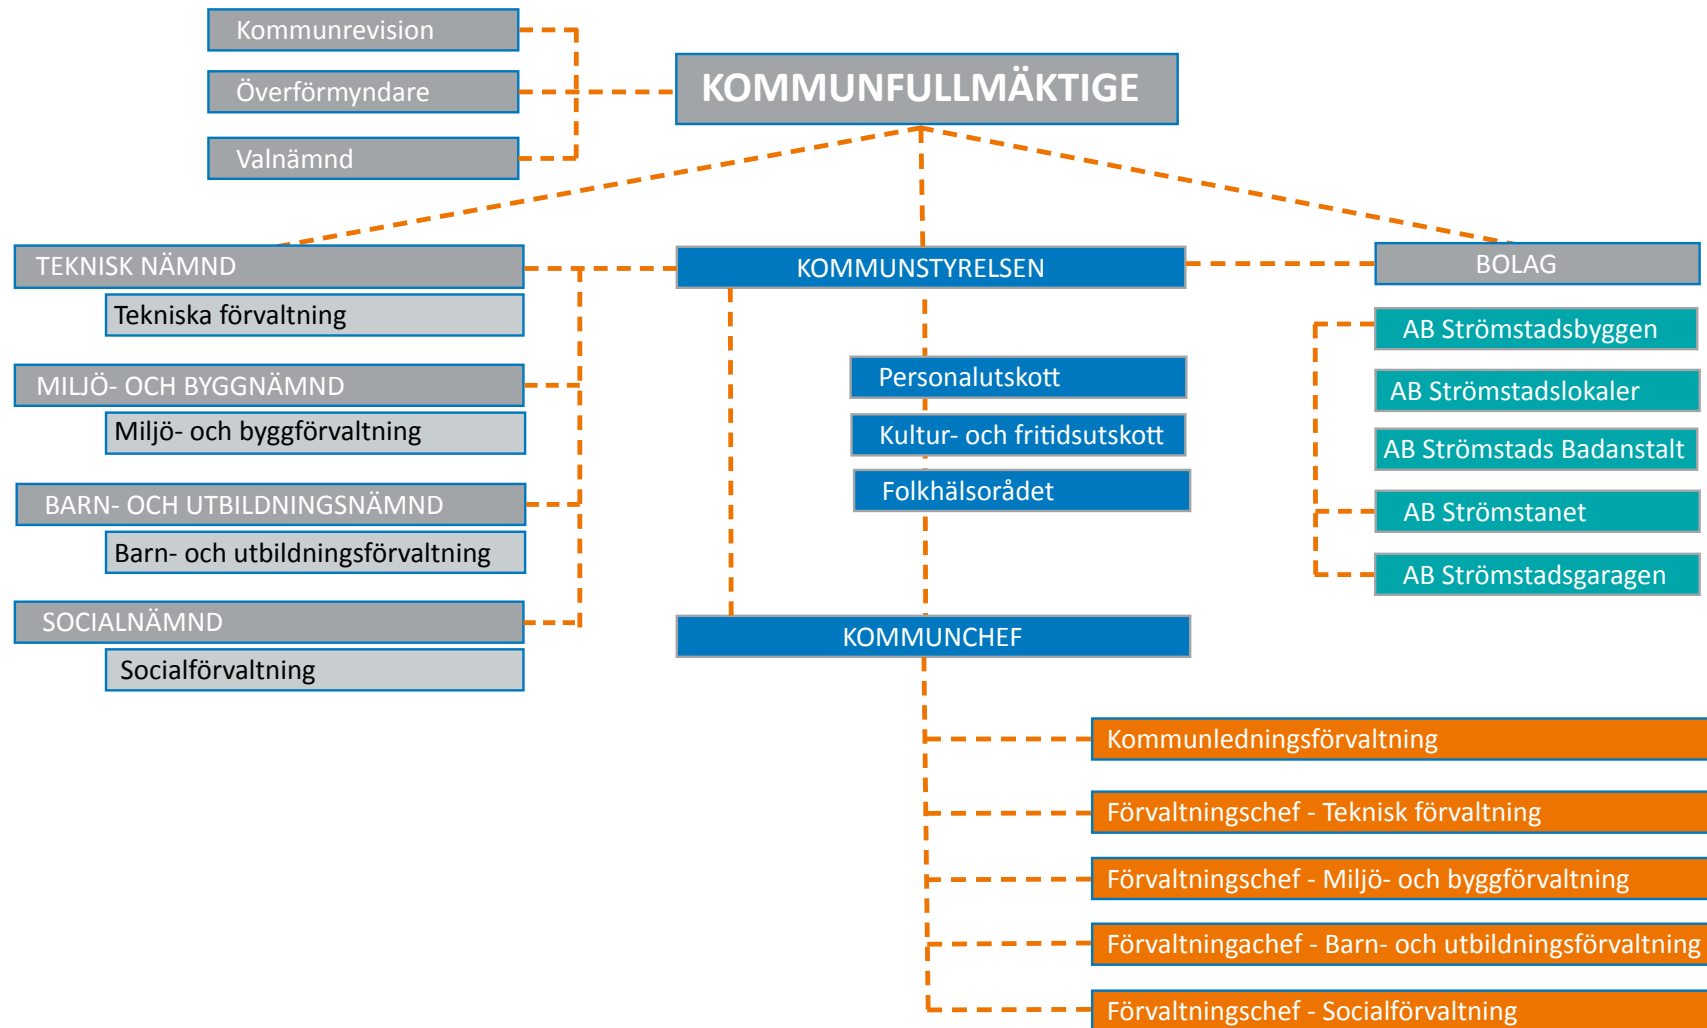 Kommunrevision
Överförmyndare
Valnämnd
KOMMUNFULLMÄKTIGE
TEKNISK NÄMND
Tekniska förvaltning
MILJÖ- OCH BYGGNÄMND
Miljö- och byggförvaltning
BARN- OCH UTBILDNINGSNÄMND
Barn- och utbildningsförvaltning
SOCIALNÄMND
Socialförvaltning
KOMMUNSTYRELSEN
Personalutskott
Kultur- och fritidsutskott
Folkhälsorådet
KOMMUNCHEF
BOLAG
AB Strömstadsbyggen
AB Strömstadslokaler
AB Strömstads Badanstalt
AB Strömstanet
AB Strömstadsgaragen
Kommunledningsförvaltning
Förvaltningschef - Teknisk förvaltning
Förvaltningschef - Miljö- och byggförvaltning
Förvaltningachef - Barn- och utbildningsförvaltning
Förvaltningschef - Socialförvaltning